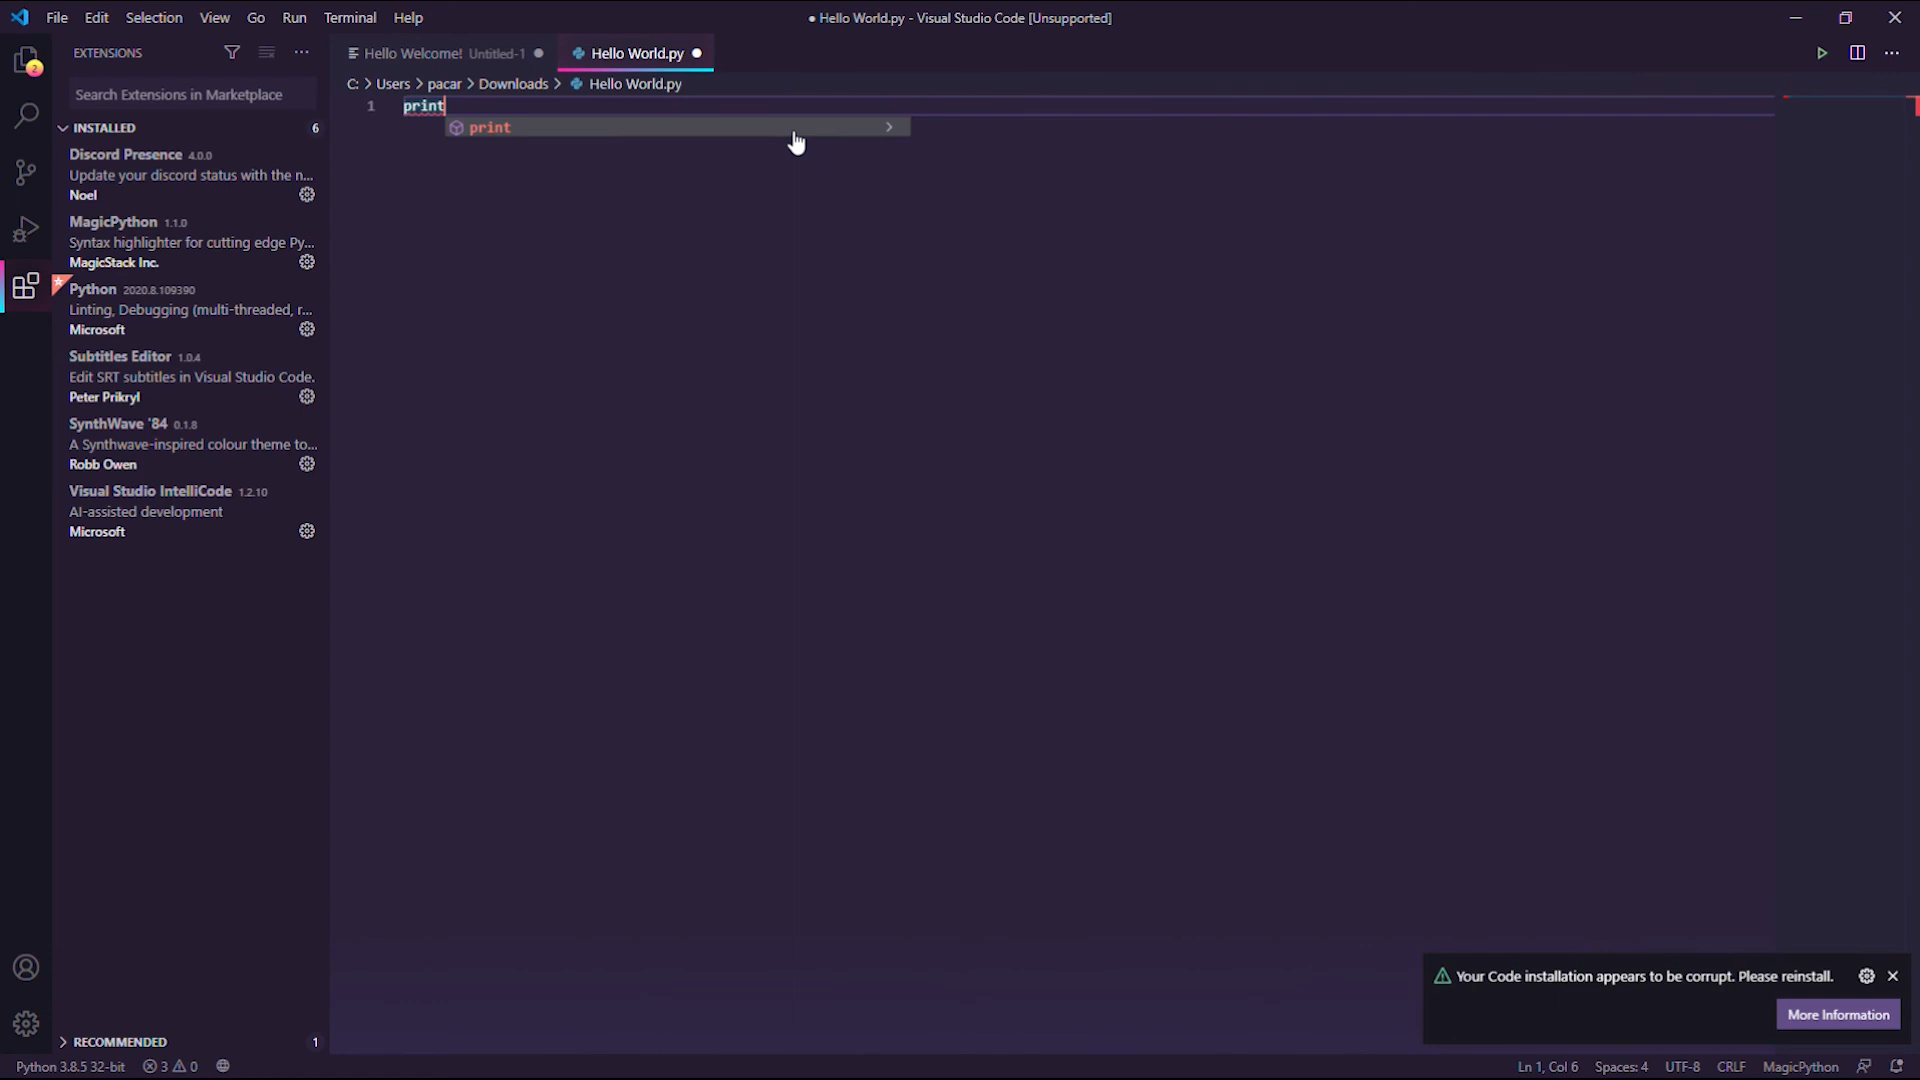 File Edit Selection View Go Run Terminal Help
● Hello World.py - Visual Studio Code [Unsupported]
2
EXTENSIONS
Hello Welcome! Untitled-1
Hello World.py
Search Extensions in Marketplace
C: > Users > pacar > Downloads > Hello World.py
1 print
print
INSTALLED 6
Discord Presence 4.0.0
Update your discord status with the n...
Noel
MagicPython 1.1.0
Syntax highlighter for cutting edge Py...
MagicStack Inc.
Python 2020.8.109390
Linting, Debugging (multi-threaded, r...
Microsoft
Subtitles Editor 1.0.4
Edit SRT subtitles in Visual Studio Code.
Peter Prikryl
SynthWave '84 0.1.8
A Synthwave-inspired colour theme to...
Robb Owen
Visual Studio IntelliCode 1.2.10
AI-assisted development
Microsoft
Your Code installation appears to be corrupt. Please reinstall.
More Information
RECOMMENDED 1
Python 3.8.5 32-bit 3 0
Ln 1, Col 6 Spaces: 4 UTF-8 CRLF MagicPython